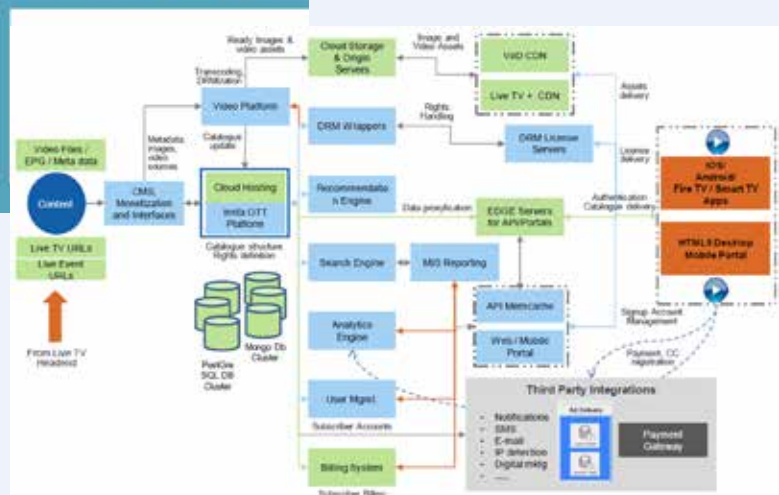 Ready Images &
video assets
Cloud Storage
& Origin
Servers
Image and
Video Assets
VoD CDN
Live TV + CDN
Transcoding,
DRMization
Video Platform
Assets
delivery
Metadata
images,
video
sources
Catalogue
update
DRM Wrappers
Rights
Handling
DRM License
Servers
License
delivery
Video Files /
EPG / Meta data
Content
CMS,
Monetization
and Interfaces
Cloud Hosting
OTT
Platform
Catalogue structure
Rights definition
Recommendatio
n Engine
Data proxyfication
EDGE Servers
for API/Portals
Authentication
Catalogue delivery
iOS/
Android/
Fire TV / Smart TV
Apps
HTML5 Desktop
Mobile Portal
Live TV URLs
Live Event
URLs
From Live TV
Headend
Search Engine
MIS Reporting
API Memcache
Web / Mobile
Portal
Signup Account
Management
Mongo Db
Cluster
SQL DB
Cluster
Analytics
Engine
Payment, CC
registration
User Mgmt.
Subscriber Accounts
Billing System
Subscriber Billing
Third Party Integrations
- Notifications
- SMS
- E-mail
- IP detection
- Digital mktg
- .....
Ad Delivery
Payment
Gateway